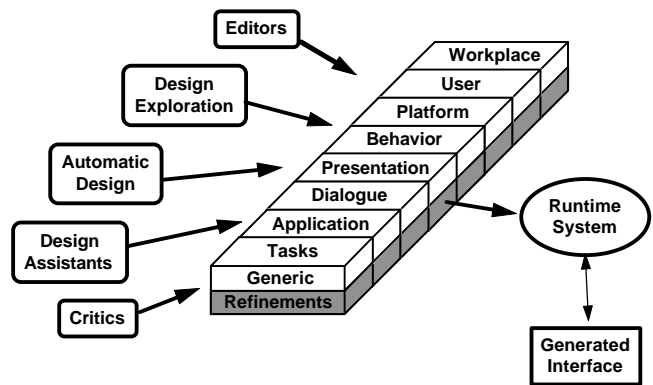 Editors
Design
Exploration
Automatic
Design
Design
Assistants
Critics
Workplace
User
Platform
Behavior
Presentation
Dialogue
Application
Tasks
Generic
Refinements
Runtime
System
Generated
Interface